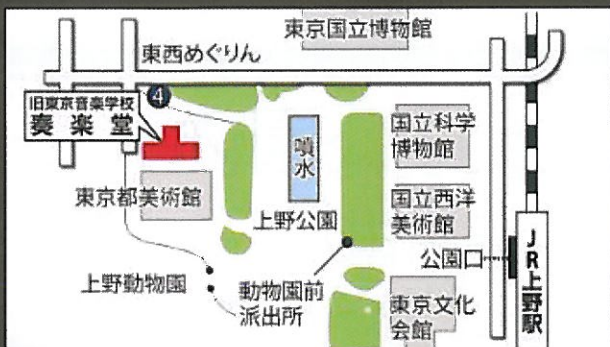 東京国立博物館
東西めぐりん
4
旧東京音楽学校
奏楽堂
噴水
国立科学
博物館
東京都美術館
上野公園
国立西洋
美術館
公園口
JR上野駅
上野動物園
動物園前
派出所
東京文化
会館